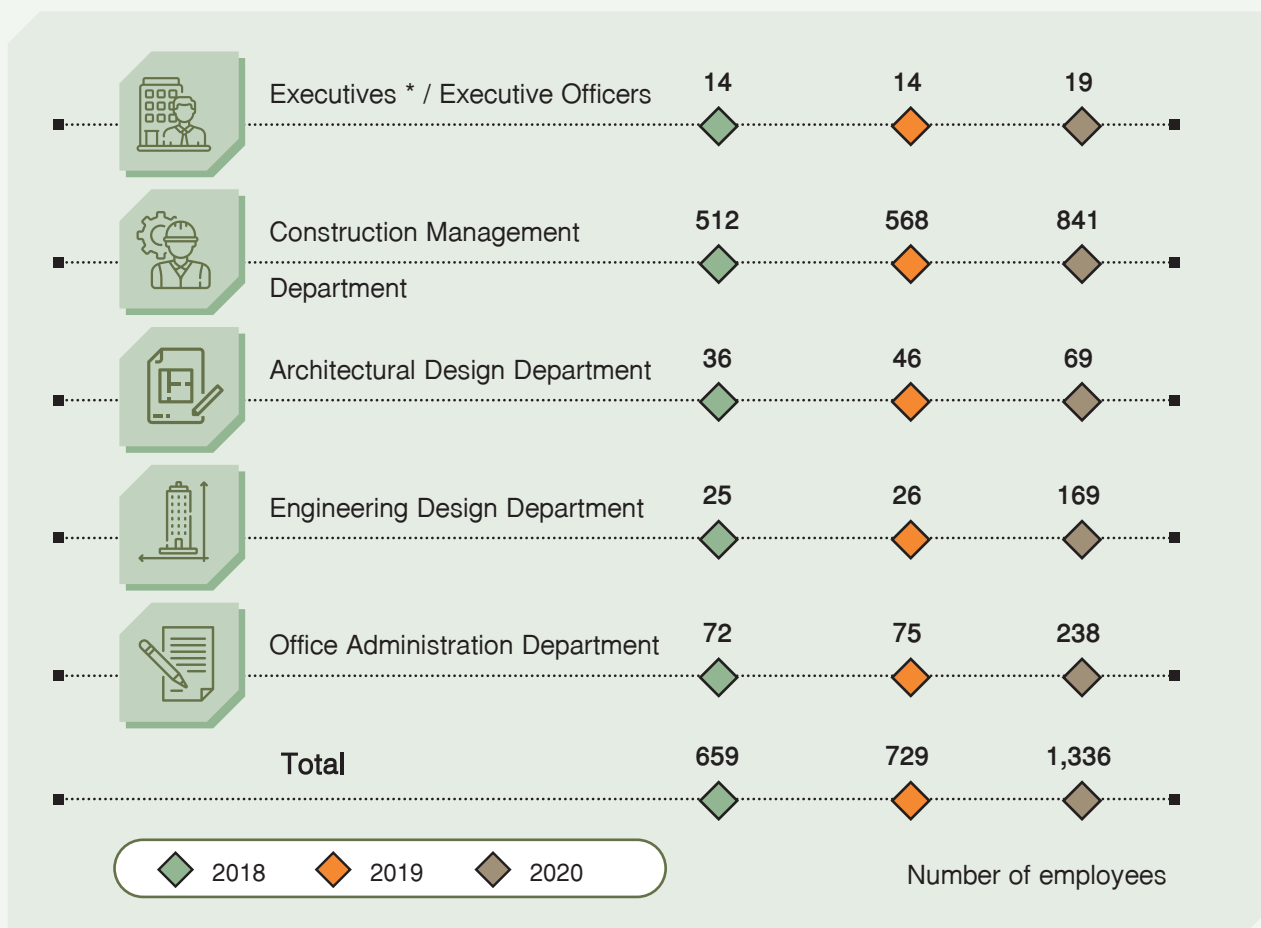 14 14 19
Executives * / Executive Officers
512 568 841
Construction Management
Department
36 46 69
Architectural Design Department
25 26 169
Engineering Design Department
72 75 238
Office Administration Department
659 729 1,336
Total
2018 2019 2020
Number of employees